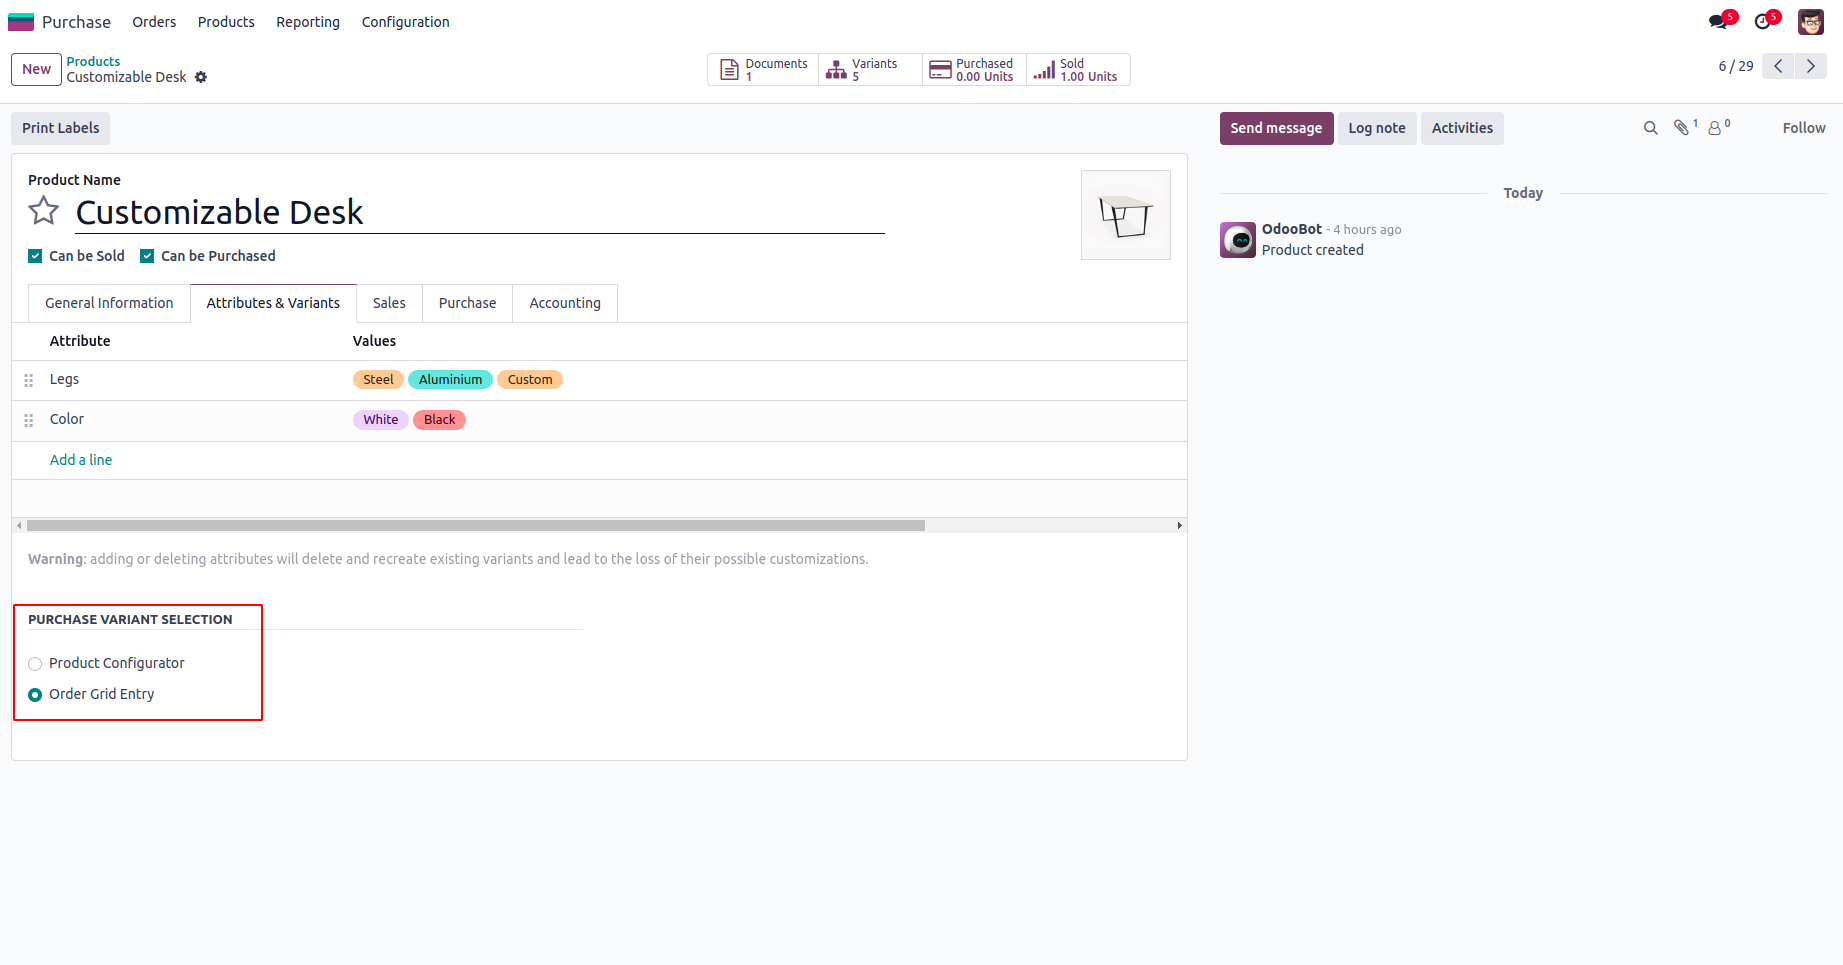 Purchase Orders Products Reporting Configuration 5 5
New Products
Customizable Desk
Documents 1
Variants 5
Purchased 0.00 Units
Sold 1.00 Units
6 / 29
Print Labels
Send message Log note Activities 1 0 Follow
Product Name
Customizable Desk
Can be Sold Can be Purchased
General Information Attributes & Variants Sales Purchase Accounting
Attribute Values
Legs Steel Aluminium Custom
Color White Black
Add a line
Warning: adding or deleting attributes will delete and recreate existing variants and lead to the loss of their possible customizations.
PURCHASE VARIANT SELECTION
Product Configurator
Order Grid Entry
Today
OdooBot - 4 hours ago
Product created